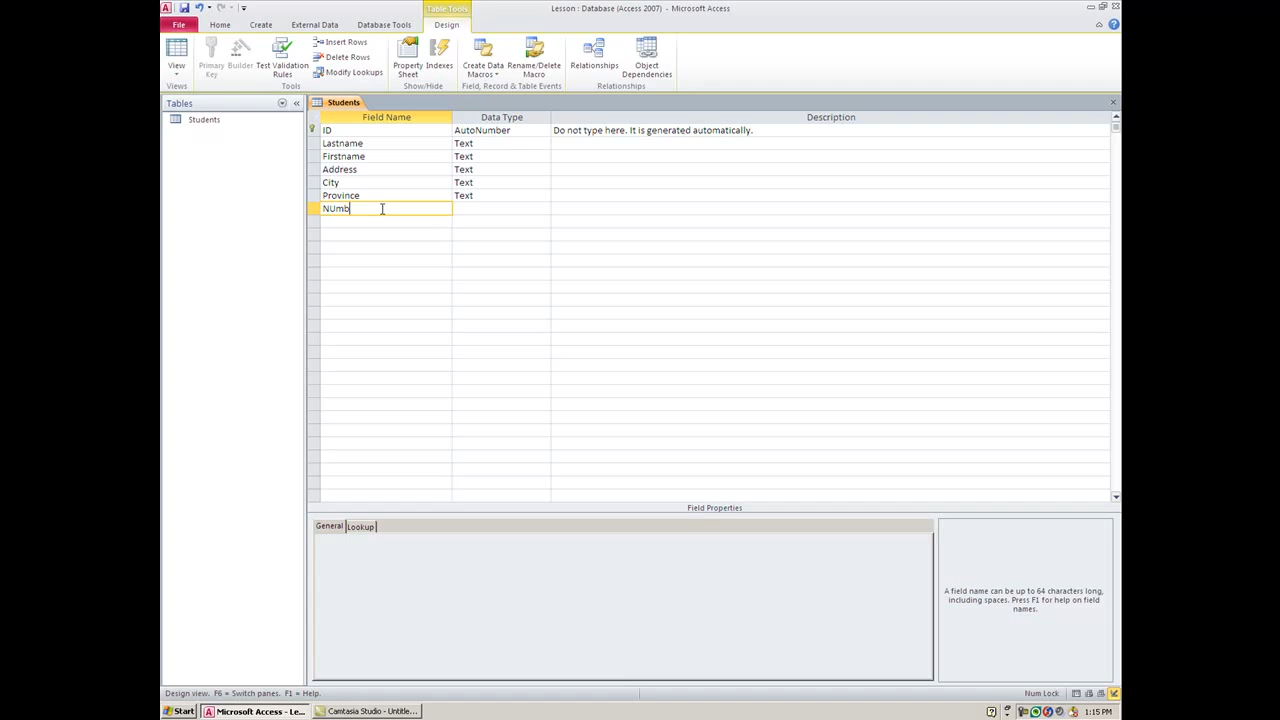 Table Tools
Lesson : Database (Access 2007) - Microsoft Access
File Home Create External Data Database Tools Design
View
Primary Key
Builder
Test Validation Rules
Insert Rows
Delete Rows
Modify Lookups
Property Sheet
Indexes
Create Data Macros
Rename/Delete Macro
Relationships
Object Dependencies
Views Tools Show/Hide Field, Record & Table Events Relationships
Tables
Students
Students
Field Name Data Type Description
ID AutoNumber Do not type here. It is generated automatically.
Lastname Text
Firstname Text
Address Text
City Text
Province Text
NUmb
Field Properties
General Lookup
A field name can be up to 64 characters long,
including spaces. Press F1 for help on field
names.
Design view. F6 = Switch panes. F1 = Help.
Num Lock
Start Microsoft Access - Le... Camtasia Studio - Untitle... 1:15 PM